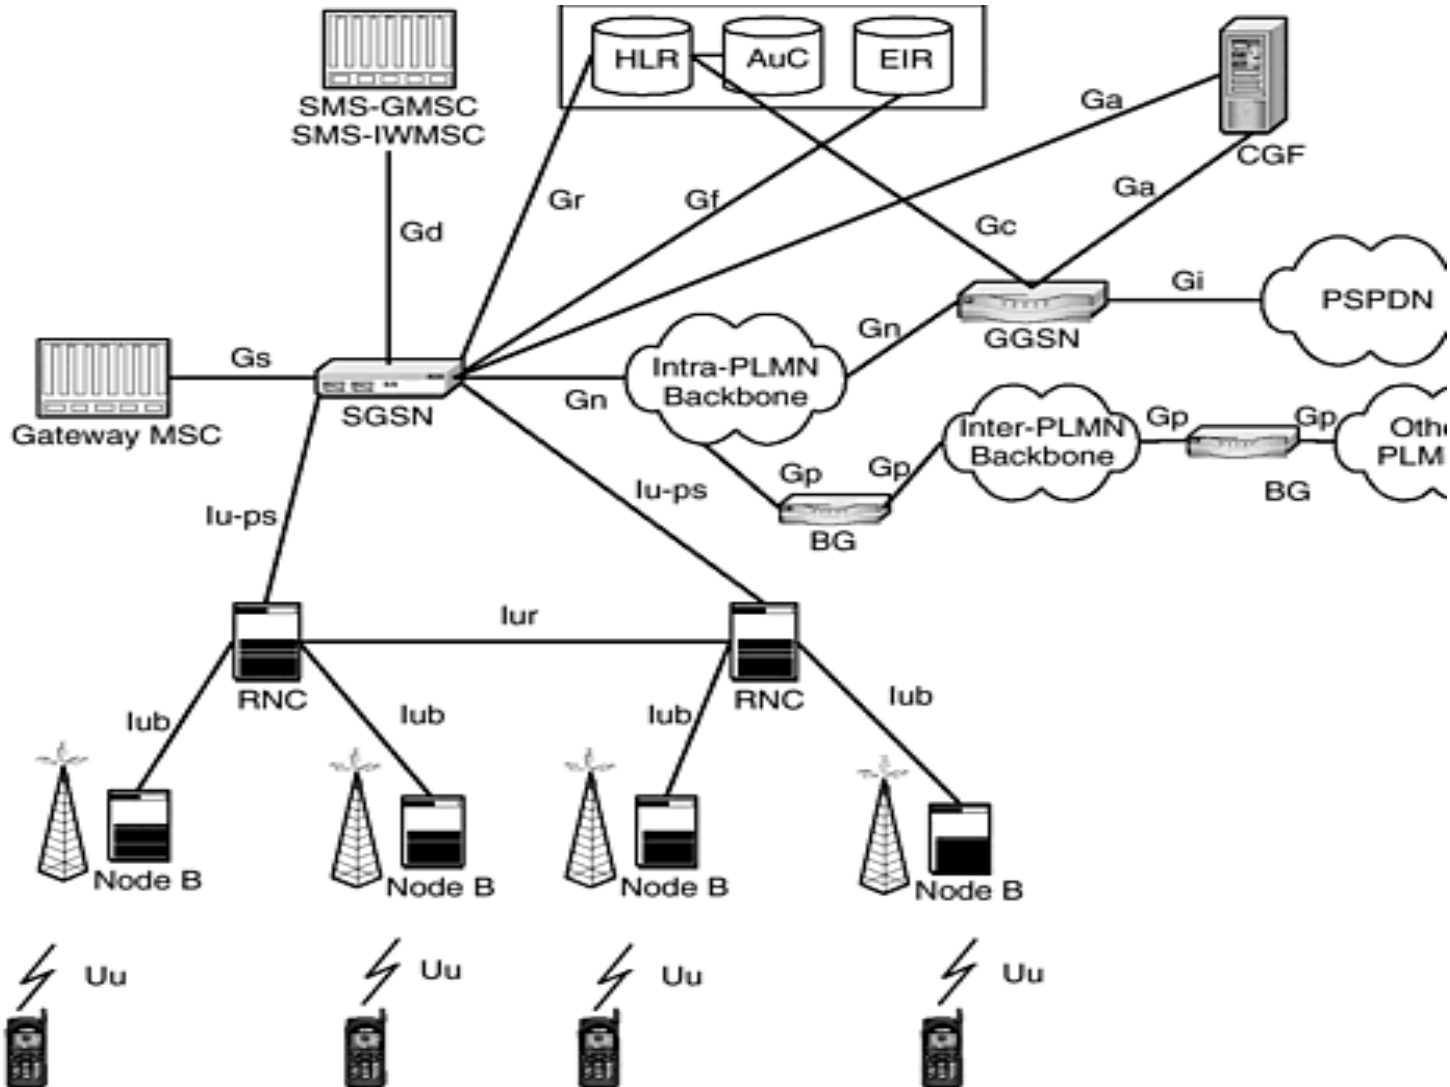 HLR
AuC
EIR
SMS-GMSC
SMS-IWMSC
Ga
CGF
Gr
Gf
Ga
Gd
Gc
Gi
PSPDN
Gn
GGSN
Gs
Intra-PLMN
Backbone
Gn
SGSN
Gateway MSC
Inter-PLMN
Backbone
Gp
Gp
Gp
Gp
BG
BG
Iu-ps
Iu-ps
Iur
RNC
RNC
Iub
Iub
Iub
Iub
Node B
Node B
Node B
Node B
Uu
Uu
Uu
Uu